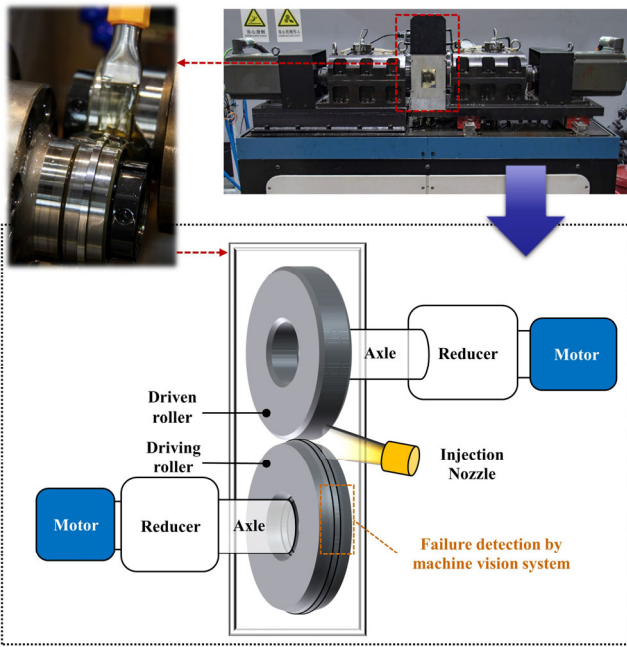 Axle
Reducer
Motor
Driven
roller
Driving
roller
Injection
Nozzle
Motor
Reducer
Axle
Failure detection by
machine vision system